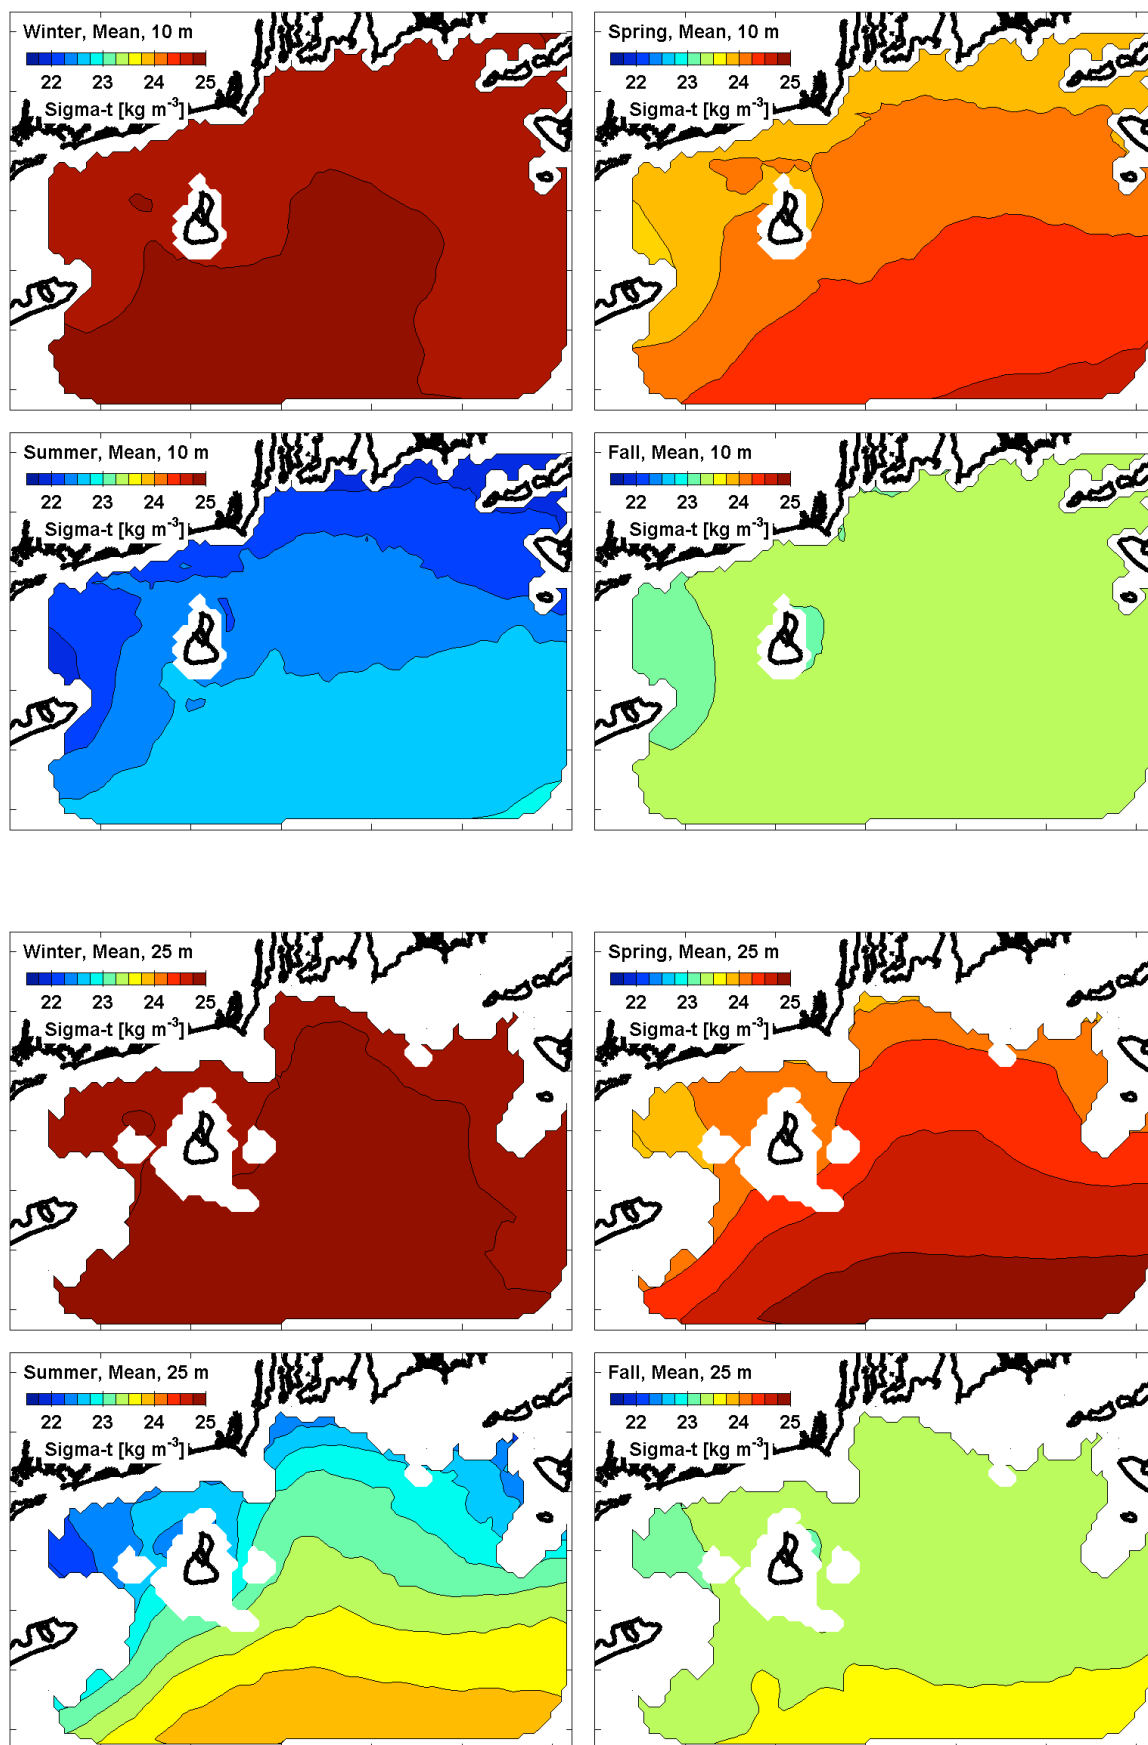 Winter, Mean, 10 m
22 23 24 25
Sigma-t [kg m⁻³]
Spring, Mean, 10 m
22 23 24 25
Sigma-t [kg m⁻³]
Summer, Mean, 10 m
22 23 24 25
Sigma-t [kg m⁻³]
Fall, Mean, 10 m
22 23 24 25
Sigma-t [kg m⁻³]
Winter, Mean, 25 m
22 23 24 25
Sigma-t [kg m⁻³]
Spring, Mean, 25 m
22 23 24 25
Sigma-t [kg m⁻³]
Summer, Mean, 25 m
22 23 24 25
Sigma-t [kg m⁻³]
Fall, Mean, 25 m
22 23 24 25
Sigma-t [kg m⁻³]